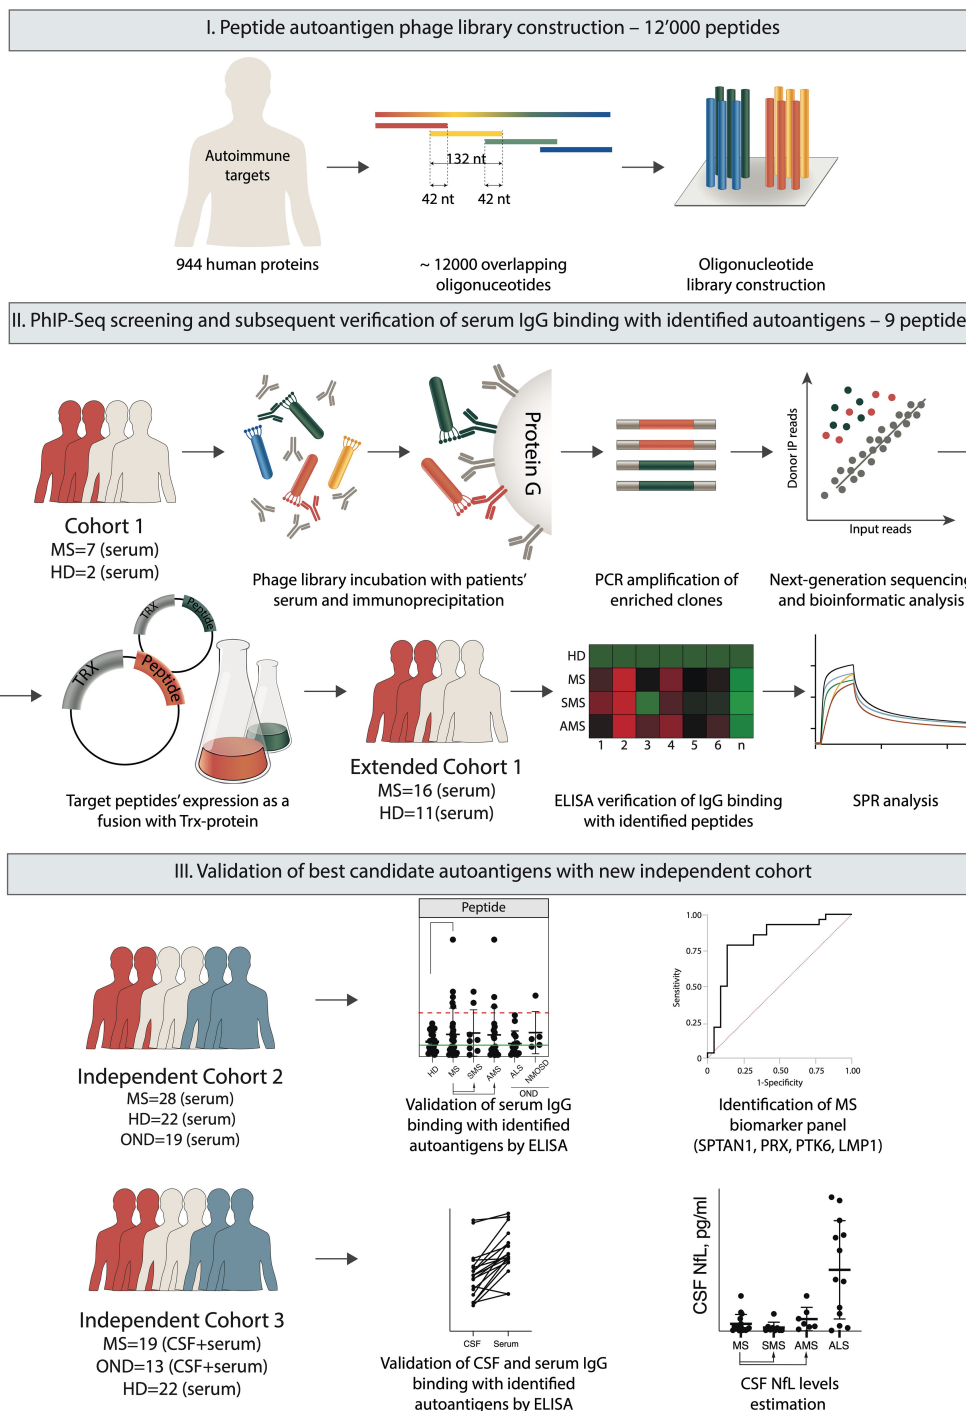 I. Peptide autoantigen phage library construction – 12'000 peptides
Autoimmune
targets
132 nt
42 nt 42 nt
944 human proteins
~ 12000 overlapping
oligonuceotides
Oligonucleotide
library construction
II. PhIP-Seq screening and subsequent verification of serum IgG binding with identified autoantigens – 9 peptide
Cohort 1
MS=7 (serum)
HD=2 (serum)
Protein G
Donor IP reads
Input reads
Phage library incubation with patients'
serum and immunoprecipitation
PCR amplification of
enriched clones
Next-generation sequencing
and bioinformatic analysis
TRX
Peptide
TRX
Peptide
Target peptides' expression as a
fusion with Trx-protein
Extended Cohort 1
MS=16 (serum)
HD=11(serum)
HD
MS
SMS
AMS
1 2 3 4 5 6 n
ELISA verification of IgG binding
with identified peptides
SPR analysis
III. Validation of best candidate autoantigens with new independent cohort
Independent Cohort 2
MS=28 (serum)
HD=22 (serum)
OND=19 (serum)
Peptide
HD MS SMS AMS ALS NMOSD
OND
Validation of serum IgG
binding with identified
autoantigens by ELISA
Sensitivity
1.00
0.75
0.50
0.25
0
0 0.25 0.50 0.75 1.00
1-Specificity
Identification of MS
biomarker panel
(SPTAN1, PRX, PTK6, LMP1)
Independent Cohort 3
MS=19 (CSF+serum)
OND=13 (CSF+serum)
HD=22 (serum)
CSF Serum
Validation of CSF and serum IgG
binding with identified
autoantigens by ELISA
CSF NfL, pg/ml
MS SMS AMS ALS
CSF NfL levels
estimation